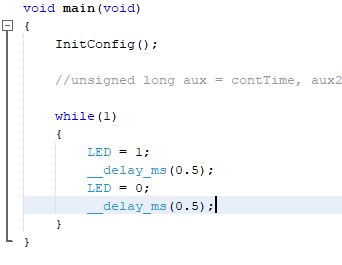 void main(void)
{
InitConfig();
//unsigned long aux = contTime, aux2
while(1)
{
LED = 1;
__delay_ms(0.5);
LED = 0;
__delay_ms(0.5);
}
}